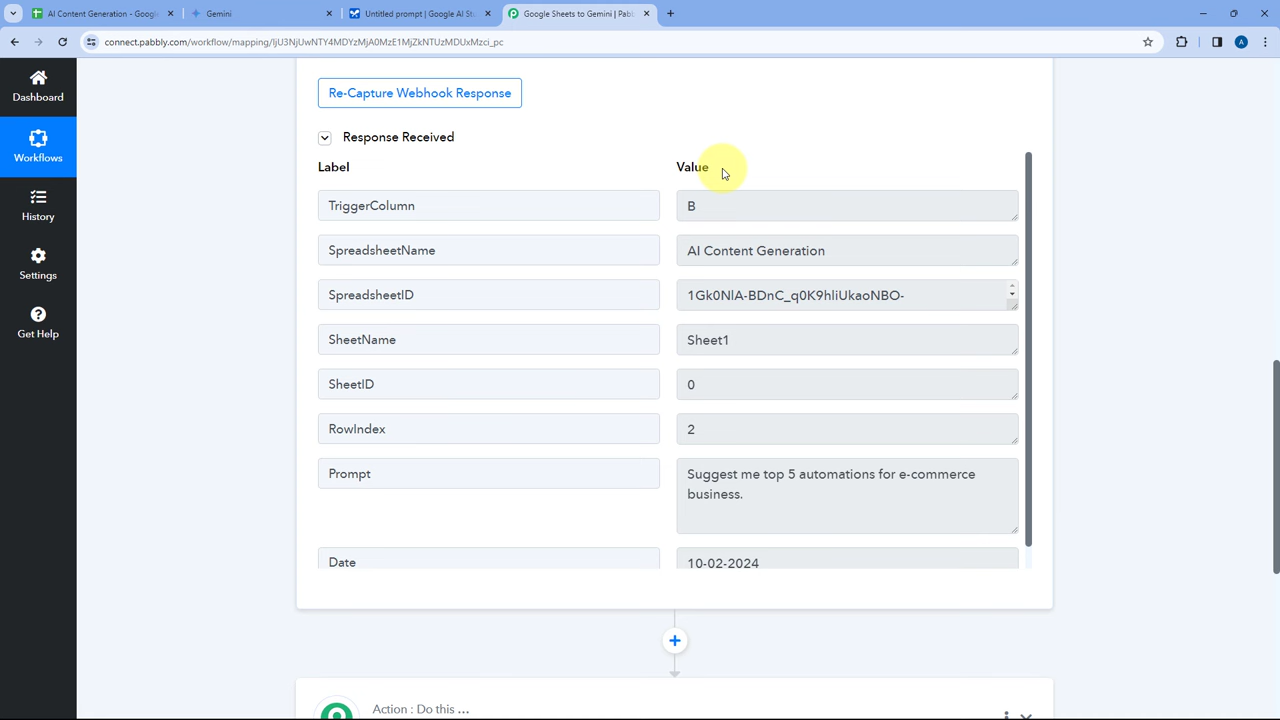 AI Content Generation - Google
Gemini
Untitled prompt | Google AI St
Google Sheets to Gemini | Pabb
connect.pabbly.com/workflow/mapping/IjU3NjUwNTY4MDYzMjA0MzE1MjZkNTUzMDUxMzci_pc
A
Dashboard
Workflows
History
Settings
Get Help
Re-Capture Webhook Response
Response Received
Label Value
TriggerColumn B
SpreadsheetName AI Content Generation
SpreadsheetID 1Gk0NlA-BDnC_q0K9hliUkaoNBO-
SheetName Sheet1
SheetID 0
RowIndex 2
Prompt Suggest me top 5 automations for e-commerce
business.
Date 10-02-2024
Action : Do this ...